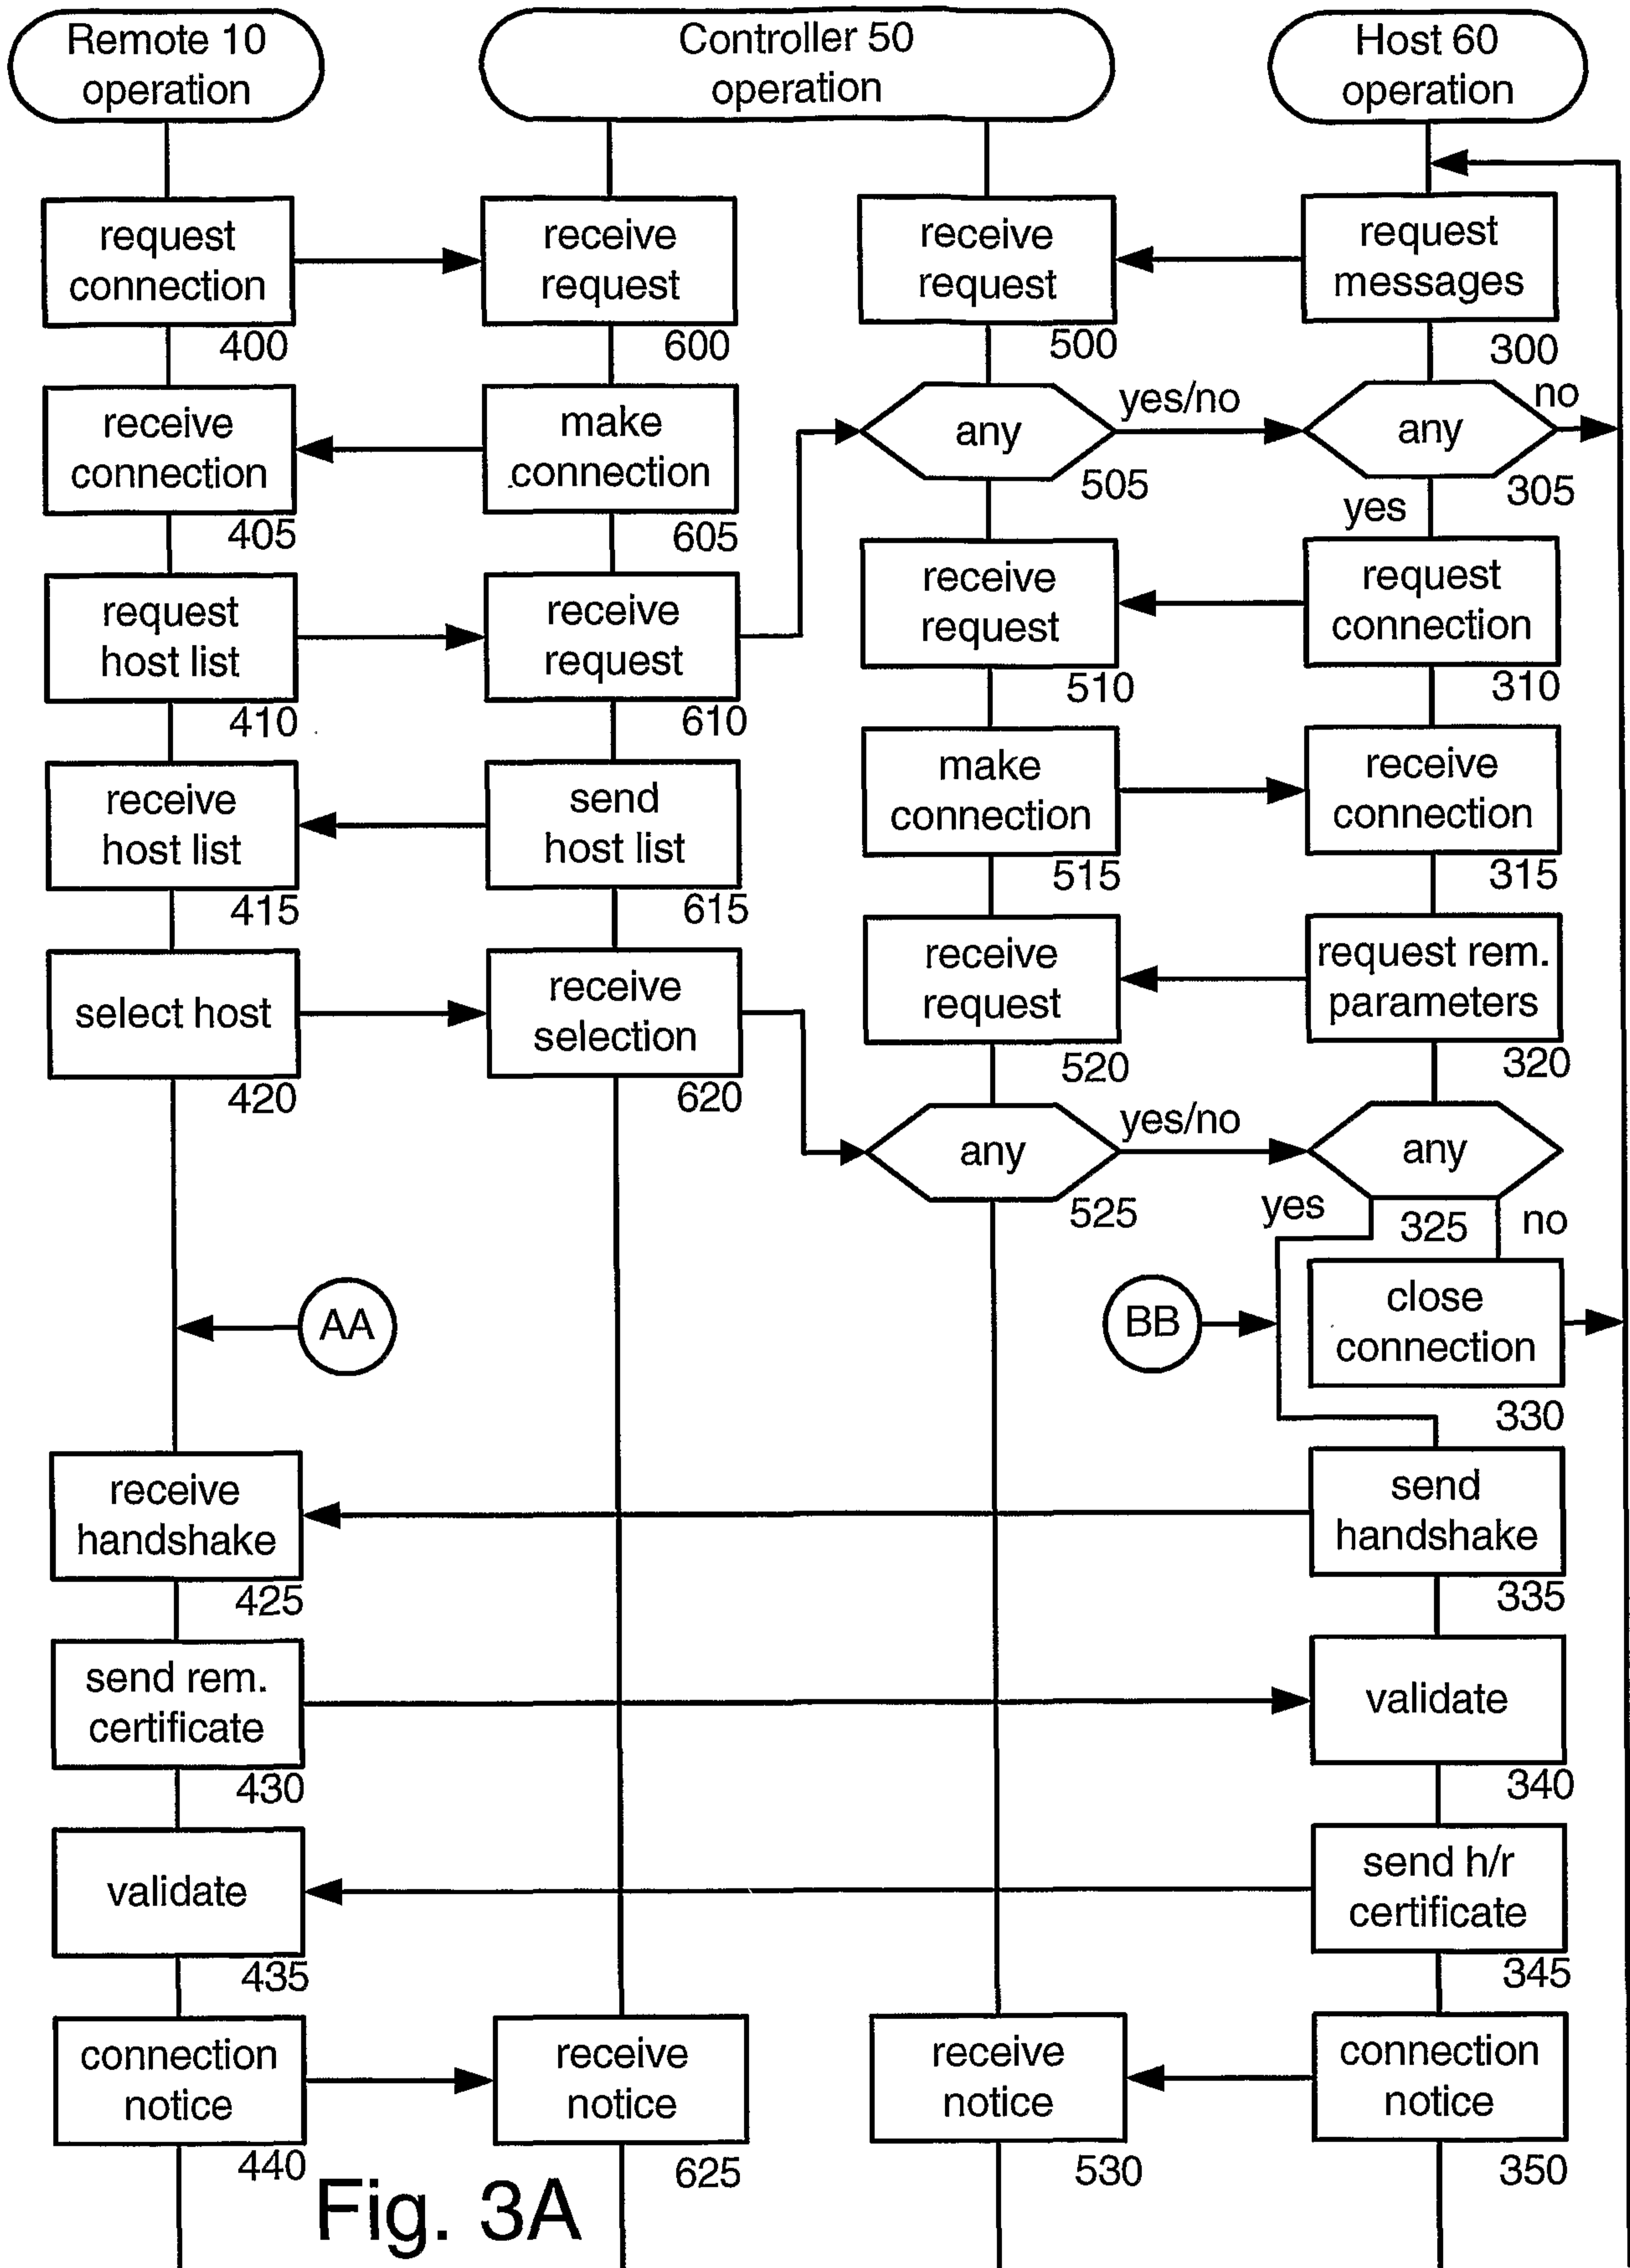 Remote 10
operation
Controller 50
operation
Host 60
operation
request
connection
400
receive
request
600
receive
request
500
request
messages
300
receive
connection
405
make
connection
605
any
yes/no
505
any
no
305
yes
request
host list
410
receive
request
610
receive
request
510
request
connection
310
receive
host list
415
send
host list
615
make
connection
515
receive
connection
315
select host
420
receive
selection
620
receive
request
520
request rem.
parameters
320
any
yes/no
525
any
yes
325
no
AA
BB
close
connection
330
receive
handshake
425
send
handshake
335
send rem.
certificate
430
validate
340
validate
435
send h/r
certificate
345
connection
notice
440
receive
notice
625
receive
notice
530
connection
notice
350
Fig. 3A